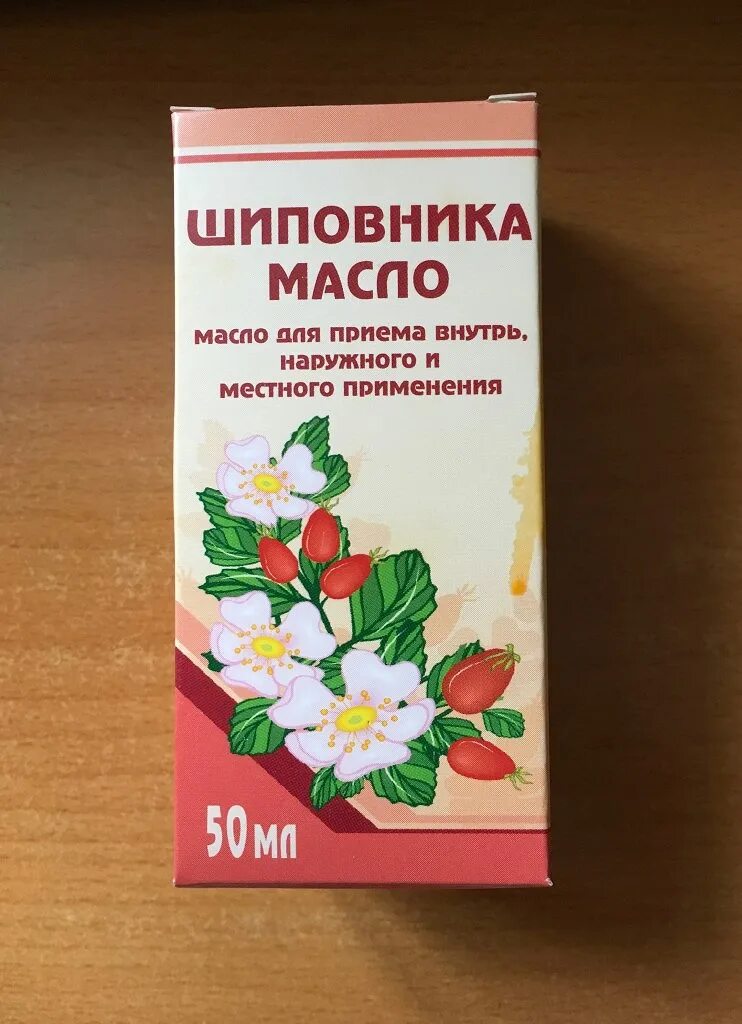 ШИПОВНИКА
МАСЛО
масло для приема внутрь,
наружного и
местного применения
50 мл